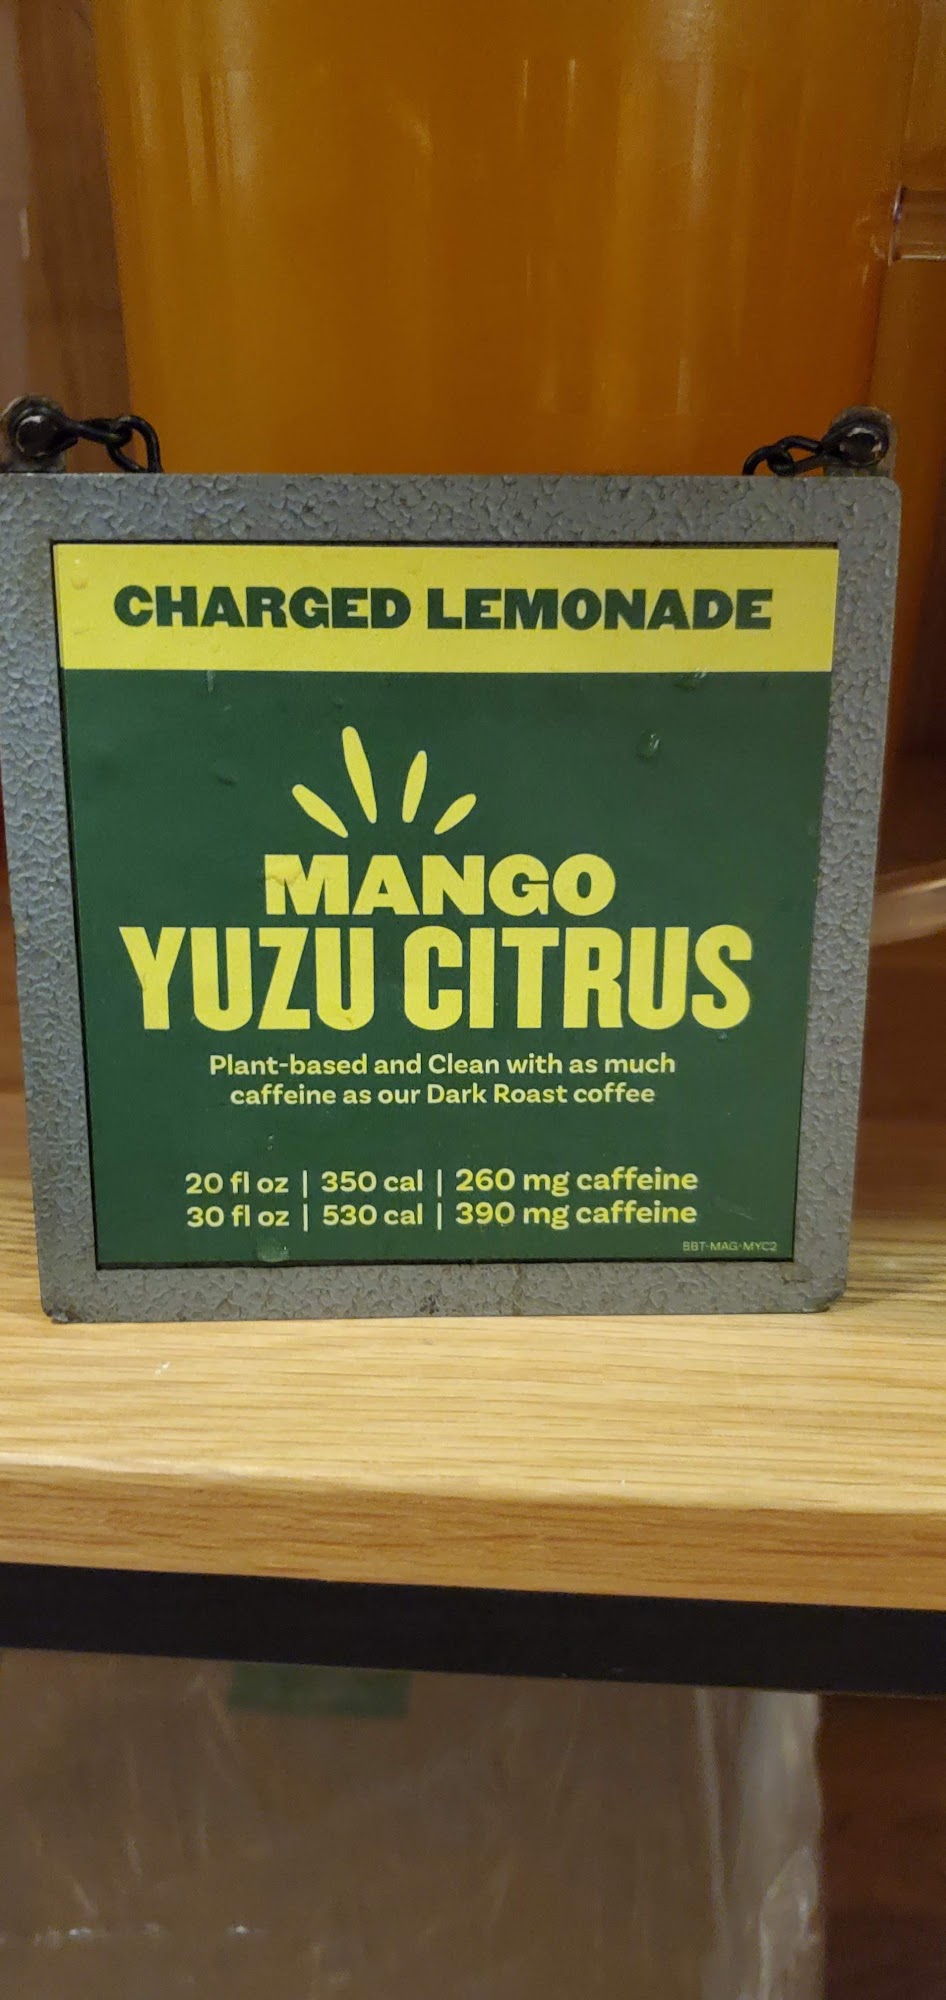 CHARGED LEMONADE
MANGO
YUZU CITRUS
Plant-based and Clean with as much
caffeine as our Dark Roast coffee
20 fl oz | 350 cal | 260 mg caffeine
30 fl oz | 530 cal | 390 mg caffeine
BBT-MAG-MYC2